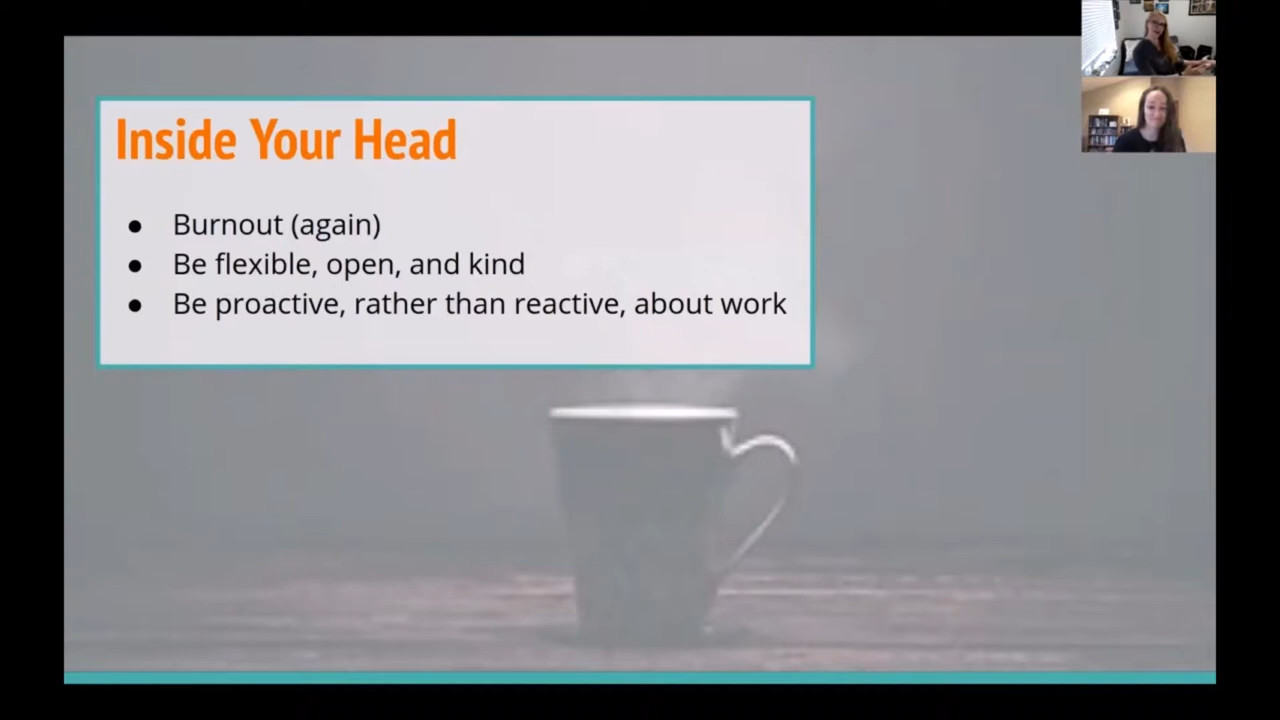 Inside Your Head
● Burnout (again)
● Be flexible, open, and kind
● Be proactive, rather than reactive, about work